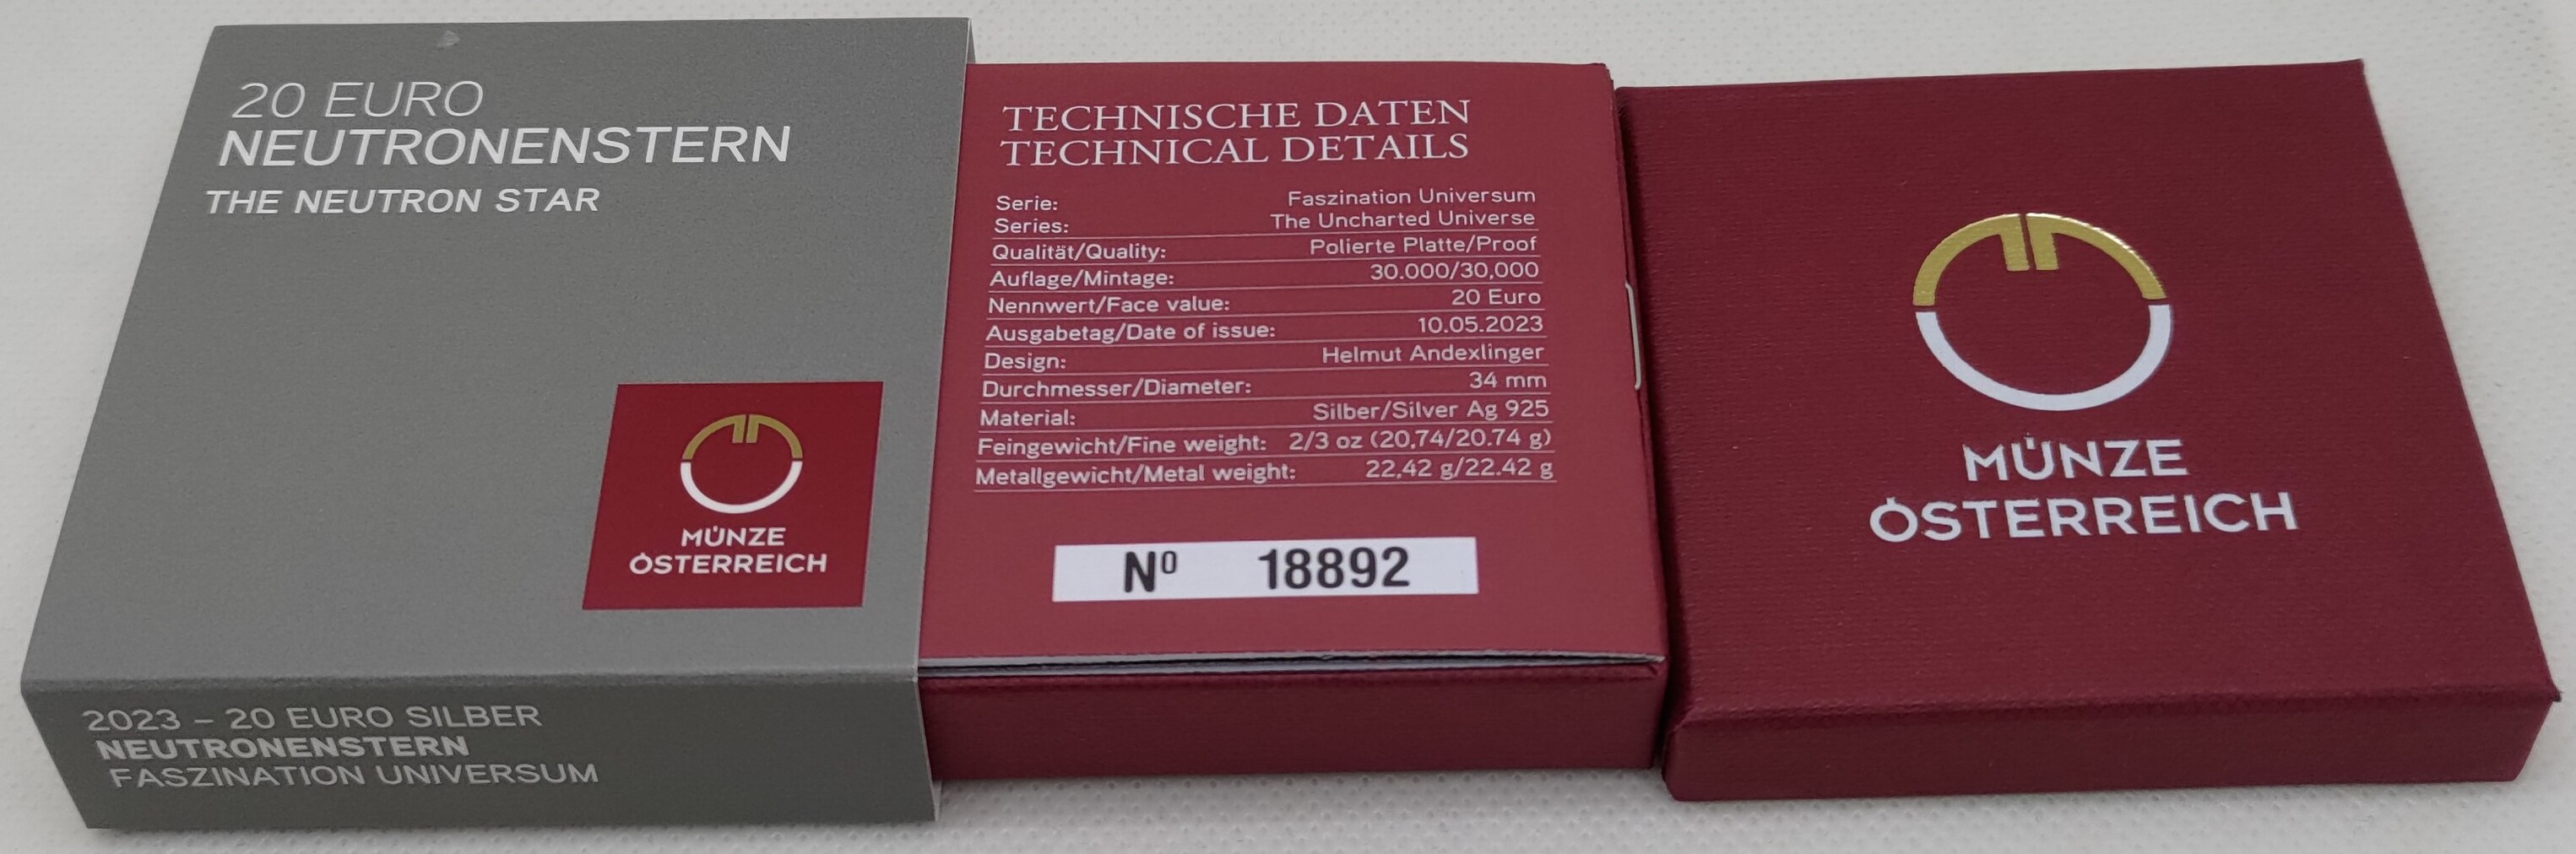 20 EURO
NEUTRONENSTERN
THE NEUTRON STAR
MÜNZE
ÖSTERREICH
2023 – 20 EURO SILBER
NEUTRONENSTERN
FASZINATION UNIVERSUM
TECHNISCHE DATEN
TECHNICAL DETAILS
Serie: Faszination Universum
Series: The Uncharted Universe
Qualität/Quality: Polierte Platte/Proof
Auflage/Mintage: 30.000/30,000
Nennwert/Face value: 20 Euro
Ausgabetag/Date of issue: 10.05.2023
Design: Helmut Andexlinger
Durchmesser/Diameter: 34 mm
Material: Silber/Silver Ag 925
Feingewicht/Fine weight: 2/3 oz (20,74/20.74 g)
Metallgewicht/Metal weight: 22,42 g/22.42 g
Nº 18892
MÜNZE
ÖSTERREICH